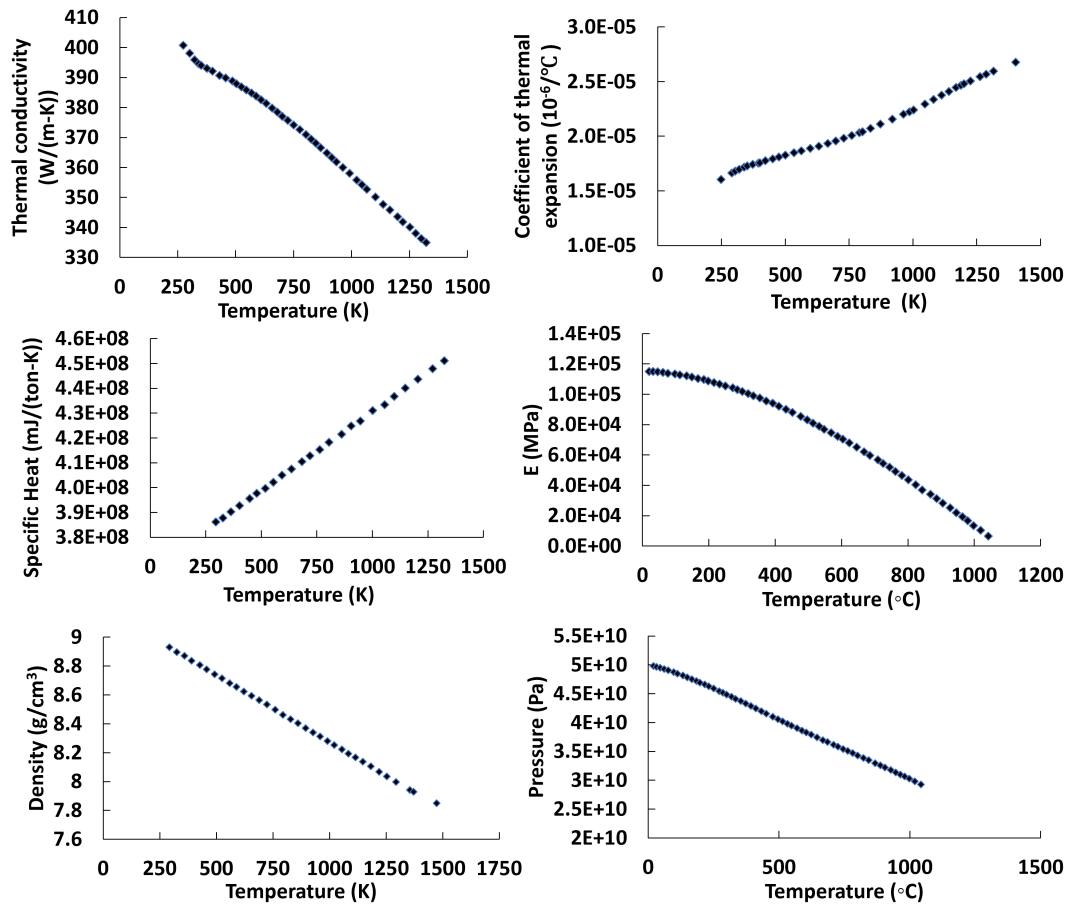 410
400
390
380
370
360
350
340
330
Thermal conductivity
(W/(m-K))
0 250 500 750 1000 1250 1500
Temperature (K)
3.0E-05
2.5E-05
2.0E-05
1.5E-05
1.0E-05
Coefficient of thermal
expansion (10⁻⁶/°C )
0 250 500 750 1000 1250 1500
Temperature (K)
4.6E+08
4.5E+08
4.4E+08
4.3E+08
4.2E+08
4.1E+08
4.0E+08
3.9E+08
3.8E+08
Specific Heat (mJ/(ton-K))
0 250 500 750 1000 1250 1500
Temperature (K)
1.4E+05
1.2E+05
1.0E+05
8.0E+04
6.0E+04
4.0E+04
2.0E+04
0.0E+00
E (MPa)
0 200 400 600 800 1000 1200
Temperature (◦C)
9
8.8
8.6
8.4
8.2
8
7.8
7.6
Density (g/cm³)
0 250 500 750 1000 1250 1500 1750
Temperature (K)
5.5E+10
5E+10
4.5E+10
4E+10
3.5E+10
3E+10
2.5E+10
2E+10
Pressure (Pa)
0 500 1000 1500
Temperature (◦C)